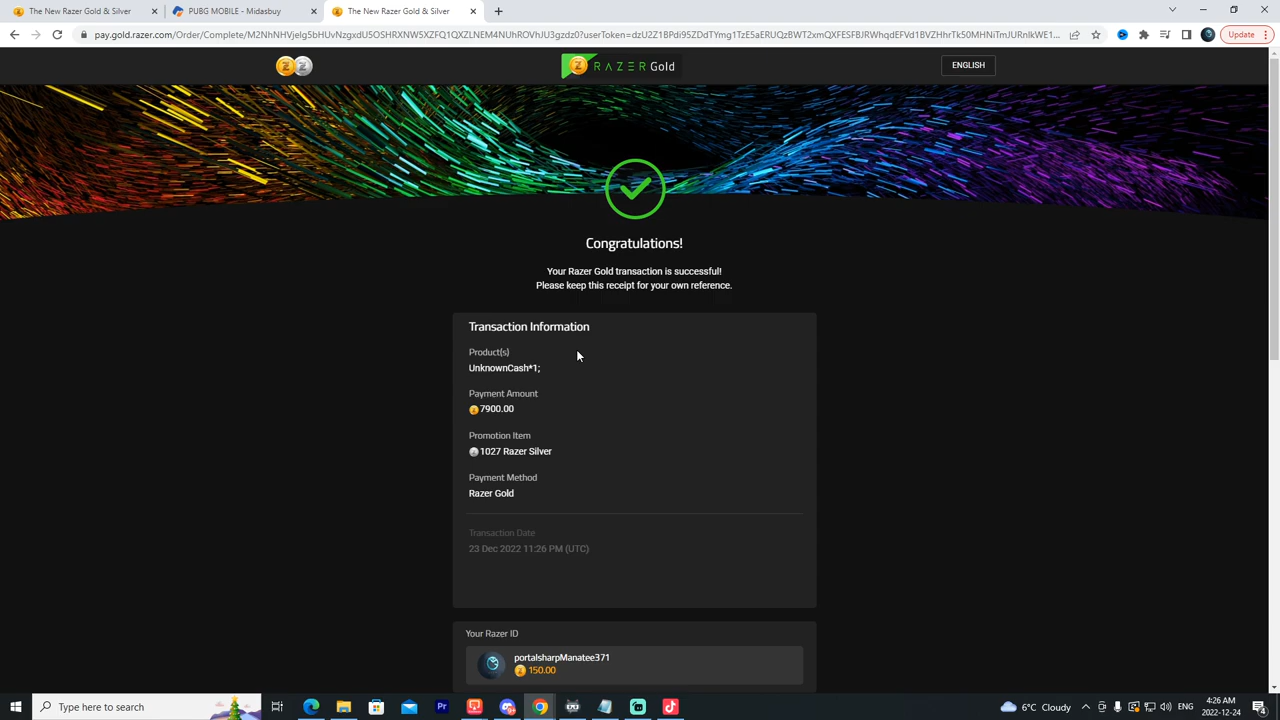 The New Razer Gold & Silver
PUBG MOBILE - Midasbuy
The New Razer Gold & Silver
pay.gold.razer.com/Order/Complete/
Update
RAZER Gold
ENGLISH
Congratulations!
Your Razer Gold transaction is successful!
Please keep this receipt for your own reference.
Transaction Information
Product(s)
UnknownCash*1;
Payment Amount
7900.00
Promotion Item
1027 Razer Silver
Payment Method
Razer Gold
Transaction Date
23 Dec 2022 11:26 PM (UTC)
Your Razer ID
portalsharpManatee371
150.00
Type here to search
6°C Cloudy
ENG
4:26 AM
2022-12-24
4